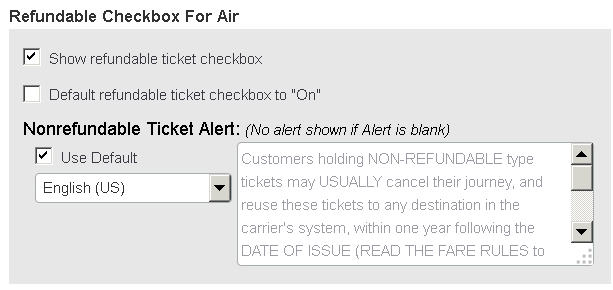 Refundable Checkbox For Air
Show refundable ticket checkbox
Default refundable ticket checkbox to "On"
Nonrefundable Ticket Alert: (No alert shown if Alert is blank)
Use Default
English (US)
Customers holding NON-REFUNDABLE type
tickets may USUALLY cancel their journey, and
reuse these tickets to any destination in the
carrier's system, within one year following the
DATE OF ISSUE (READ THE FARE RULES to